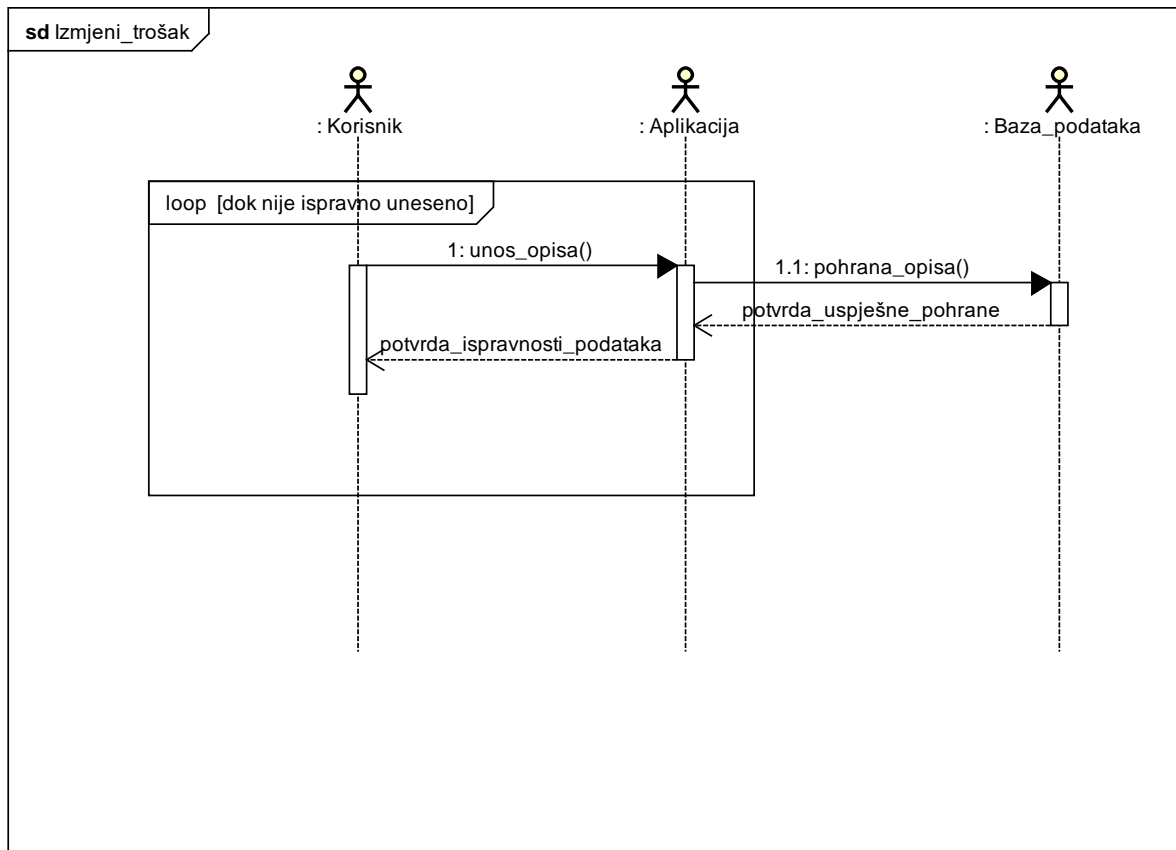 sd Izmjeni_trošak
: Korisnik
: Aplikacija
: Baza_podataka
loop [dok nije ispravno uneseno]
1: unos_opisa()
1.1: pohrana_opisa()
potvrda_uspješne_pohrane
potvrda_ispravnosti_podataka